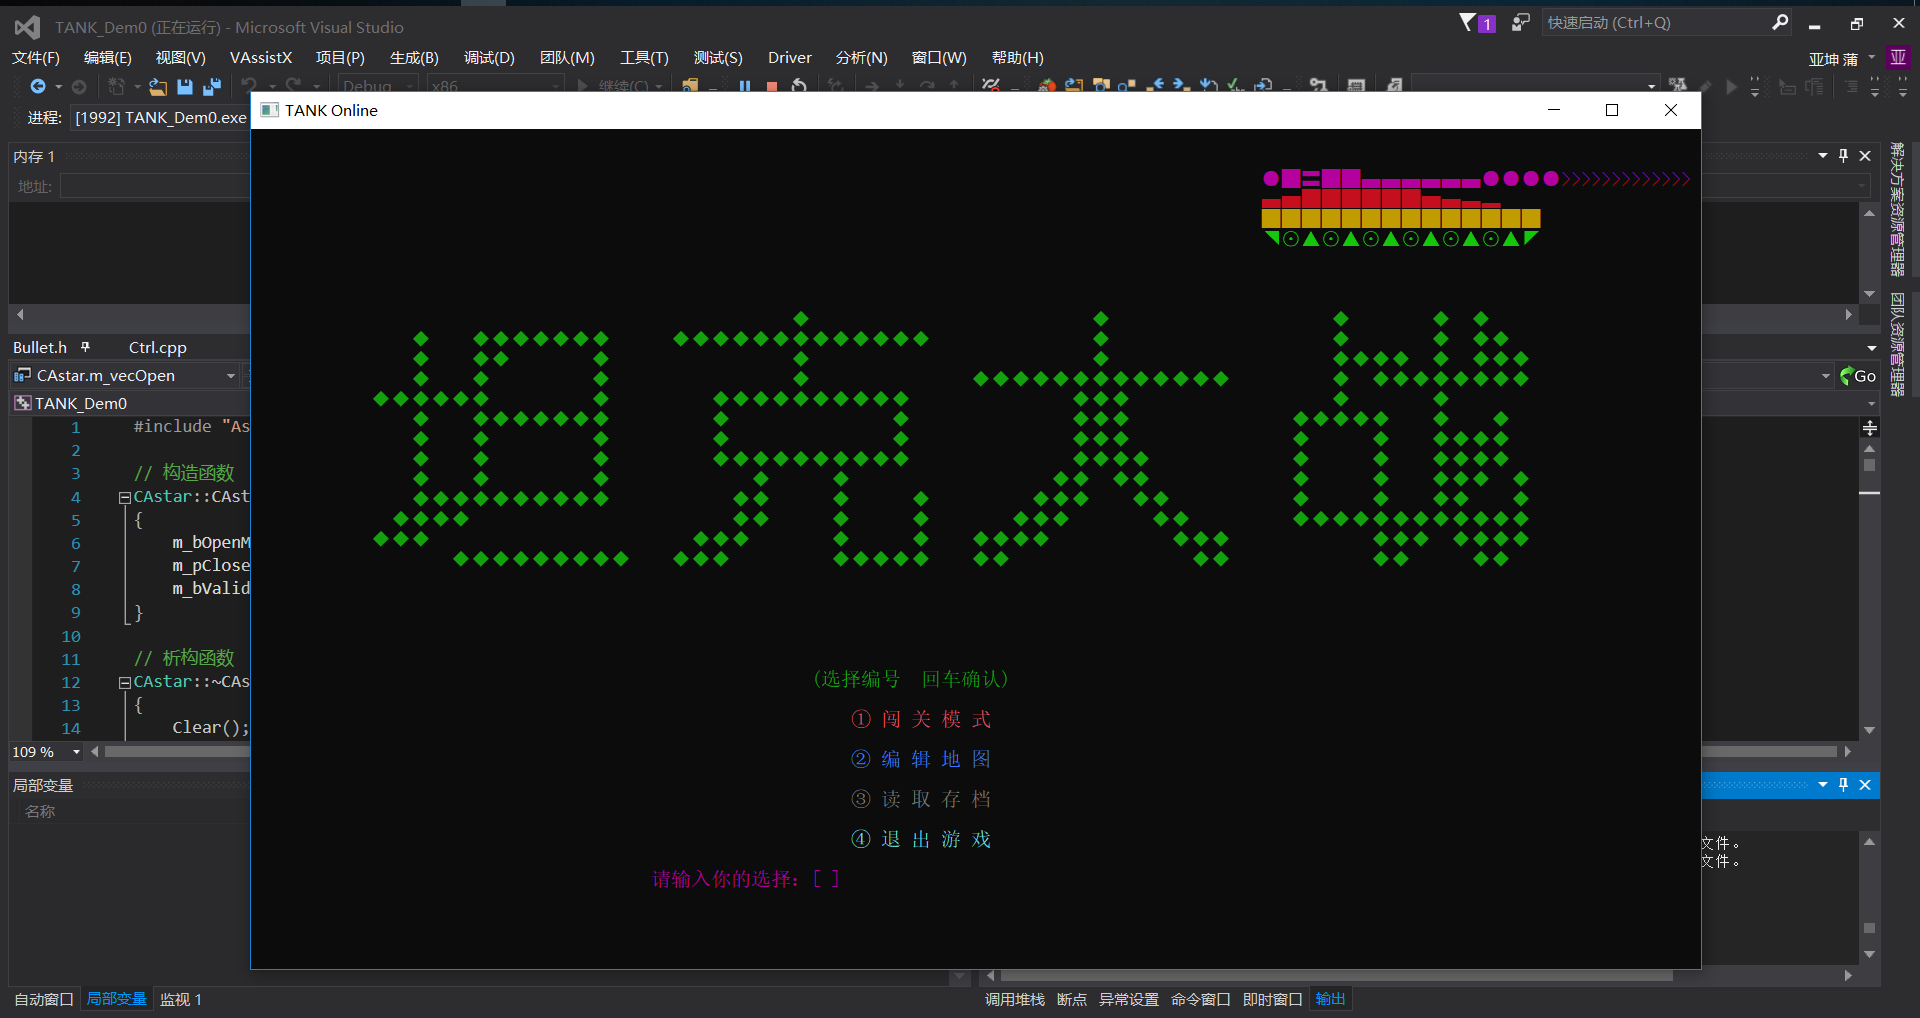 TANK_Dem0 (正在运行) - Microsoft Visual Studio
1
快速启动 (Ctrl+Q)
文件(F) 编辑(E) 视图(V) VAssistX 项目(P) 生成(B) 调试(D) 团队(M) 工具(T) 测试(S) Driver 分析(N) 窗口(W) 帮助(H)
亚坤 蒲 亚
Debug x86 继续(C)
进程: [1992] TANK_Dem0.exe
TANK Online
内存 1
地址:
解决方案资源管理器
团队资源管理器
坦克大战
Bullet.h Ctrl.cpp
CAstar.m_vecOpen
Go
TANK_Dem0
1 #include "As
2
3 // 构造函数
4 CAstar::CAst
5 {
6 m_bOpenM
7 m_pClose
8 m_bValid
9 }
10
11 // 析构函数
12 CAstar::~CAs
13 {
14 Clear();
109 %
(选择编号 回车确认)
① 闯 关 模 式
② 编 辑 地 图
③ 读 取 存 档
④ 退 出 游 戏
请输入你的选择: [ ]
局部变量
名称
文件。
文件。
自动窗口 局部变量 监视 1
调用堆栈 断点 异常设置 命令窗口 即时窗口 输出